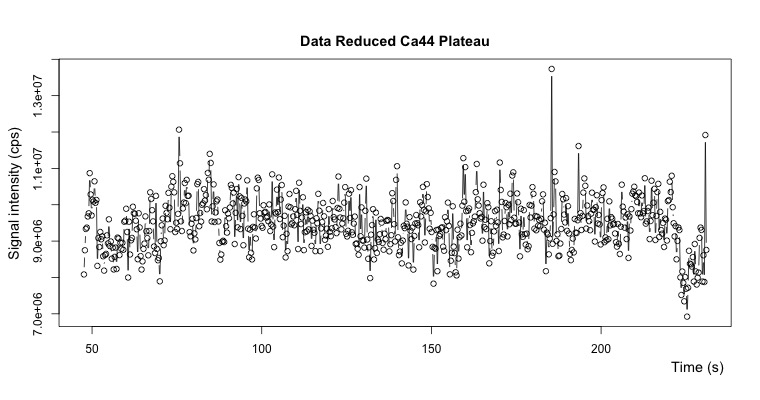 Data Reduced Ca44 Plateau
Signal intensity (cps)
1.3e+07
1.1e+07
9.0e+06
7.0e+06
50 100 150 200
Time (s)